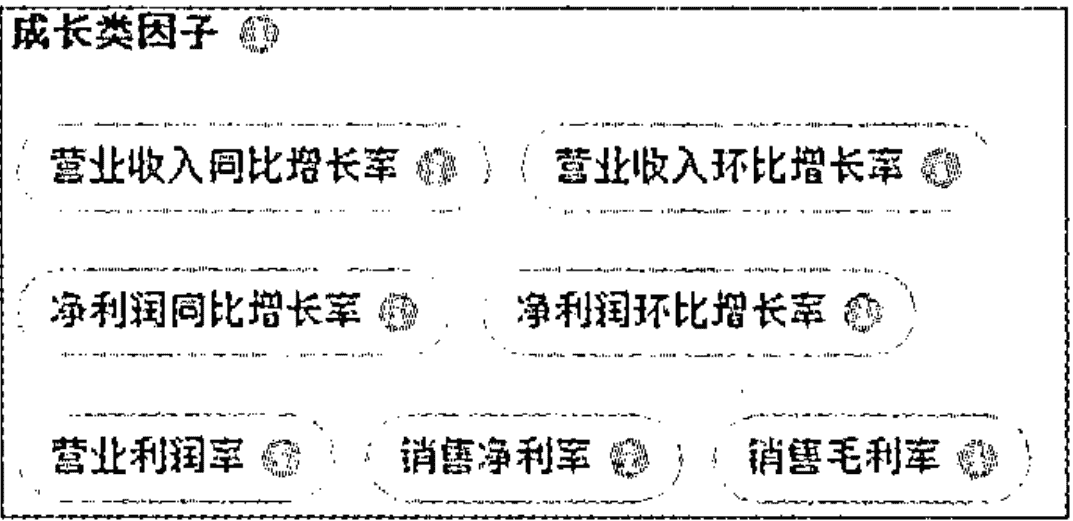 成长类因子
营业收入同比增长率 营业收入环比增长率
净利润同比增长率 净利润环比增长率
营业利润率 销售净利率 销售毛利率